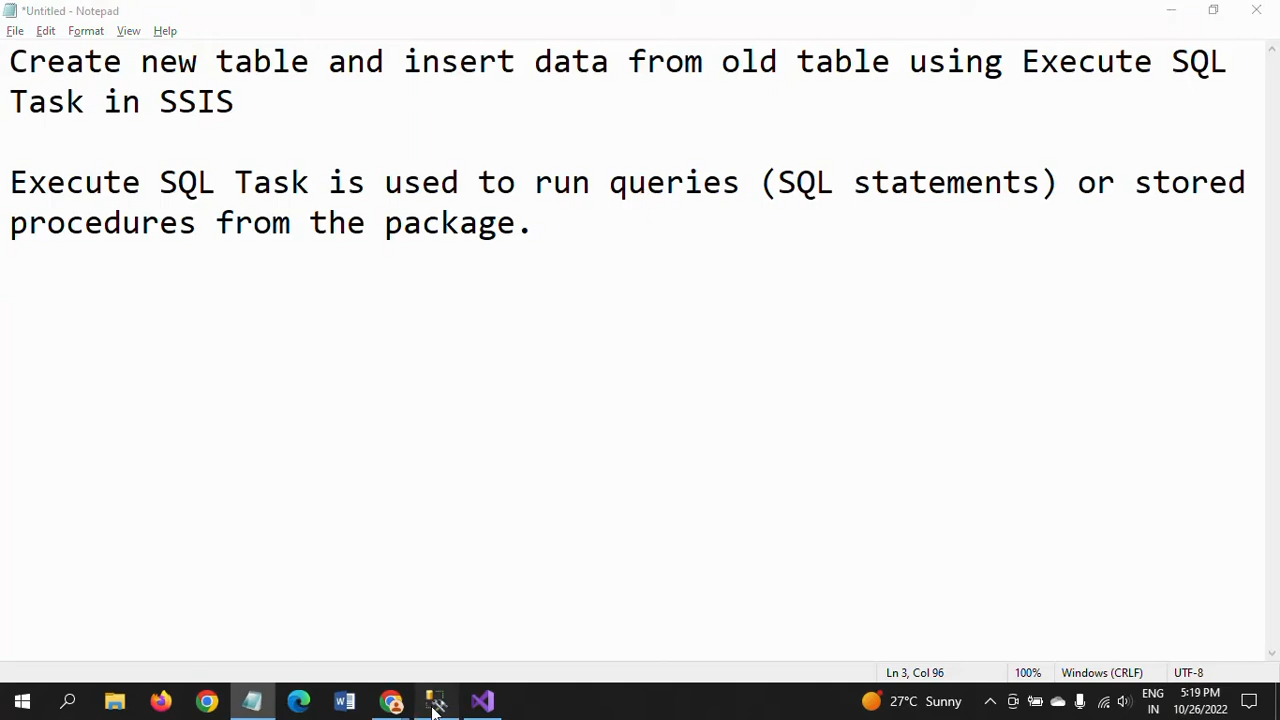 *Untitled - Notepad
File Edit Format View Help
Create new table and insert data from old table using Execute SQL
Task in SSIS
Execute SQL Task is used to run queries (SQL statements) or stored
procedures from the package.
Ln 3, Col 96 100% Windows (CRLF) UTF-8
27°C Sunny
ENG
IN
5:19 PM
10/26/2022